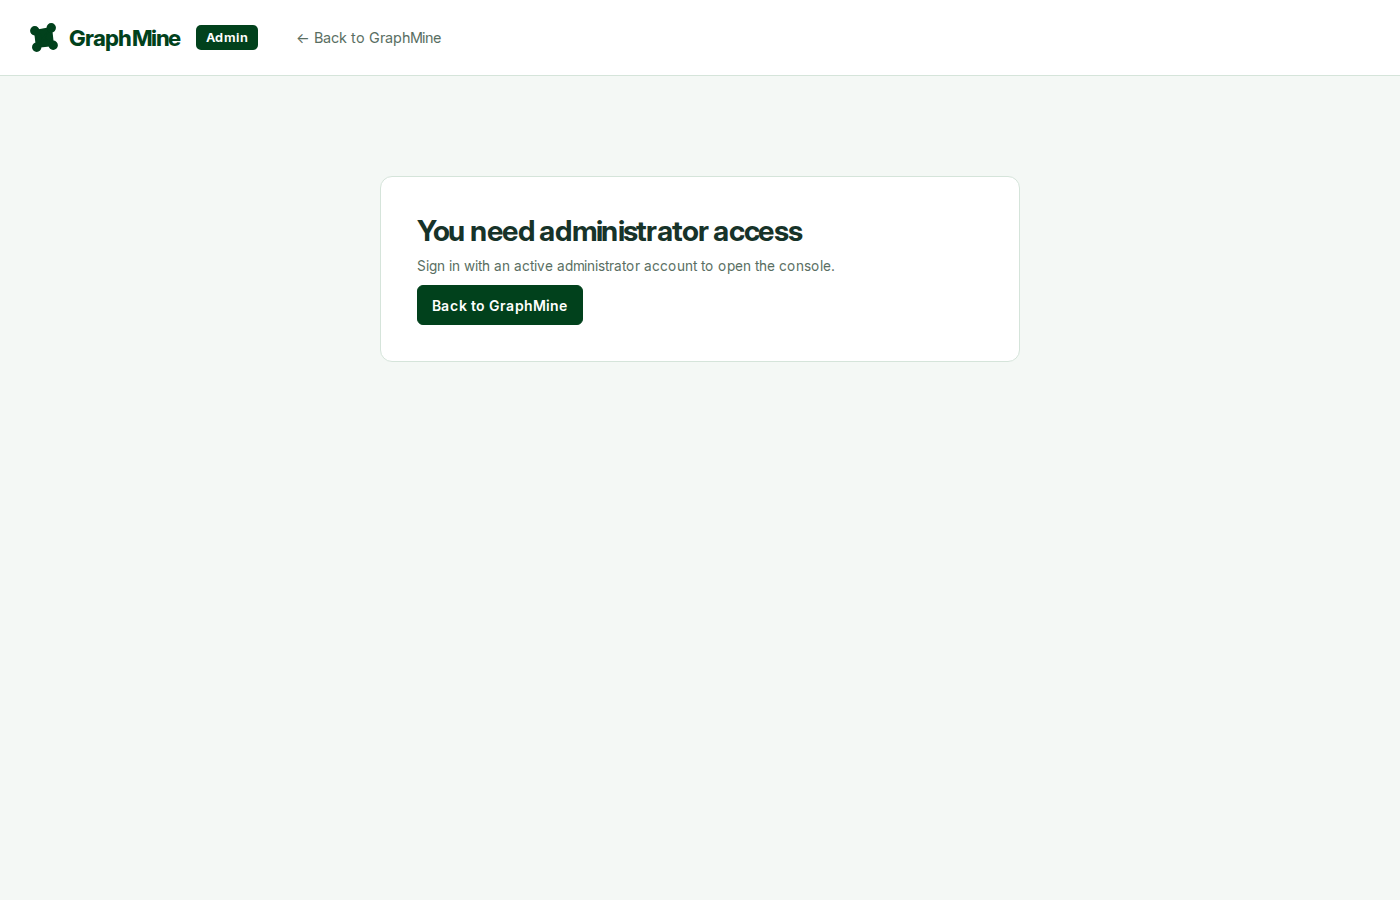 GraphMine Admin ← Back to GraphMine
You need administrator access
Sign in with an active administrator account to open the console.
Back to GraphMine